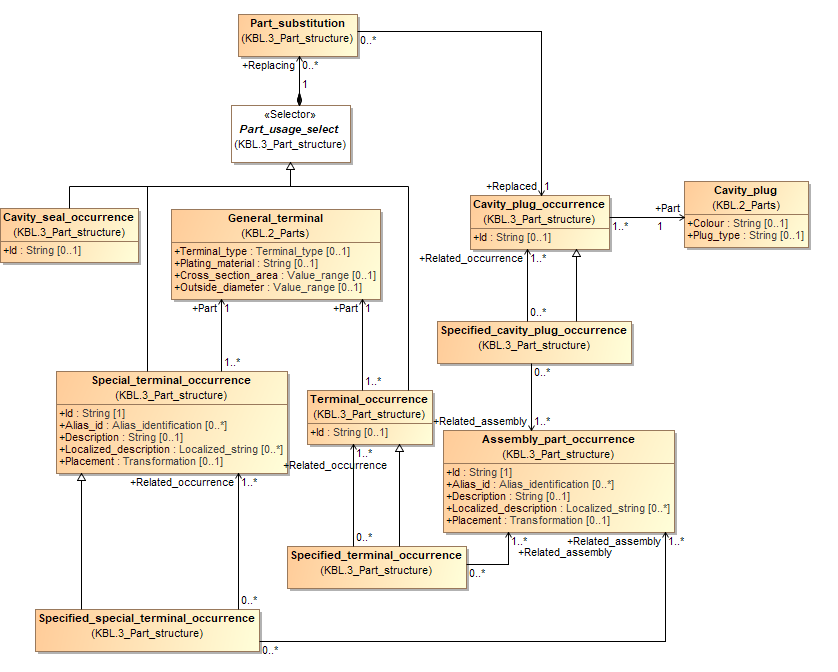 Part_substitution
(KBL.3_Part_structure)
0..*
+Replacing 0..*
1
«Selector»
Part_usage_select
(KBL.3_Part_structure)
+Replaced 1
Cavity_plug
(KBL.2_Parts)
+Colour : String [0..1]
+Plug_type : String [0..1]
+Part
1
1..*
Cavity_plug_occurrence
(KBL.3_Part_structure)
+Id : String [0..1]
Cavity_seal_occurrence
(KBL.3_Part_structure)
+Id : String [0..1]
General_terminal
(KBL.2_Parts)
+Terminal_type : Terminal_type [0..1]
+Plating_material : String [0..1]
+Cross_section_area : Value_range [0..1]
+Outside_diameter : Value_range [0..1]
+Related_occurrence 1..*
+Part 1
+Part 1
0..*
Specified_cavity_plug_occurrence
(KBL.3_Part_structure)
1..*
1..*
0..*
Special_terminal_occurrence
(KBL.3_Part_structure)
+Id : String [1]
+Alias_id : Alias_identification [0..*]
+Description : String [0..1]
+Localized_description : Localized_string [0..*]
+Placement : Transformation [0..1]
Terminal_occurrence
(KBL.3_Part_structure)
+Id : String [0..1]
+Related_assembly 1..*
Assembly_part_occurrence
(KBL.3_Part_structure)
+Id : String [1]
+Alias_id : Alias_identification [0..*]
+Description : String [0..1]
+Localized_description : Localized_string [0..*]
+Placement : Transformation [0..1]
1..*
+Related_occurrence
+Related_occurrence 1..*
0..*
1..*
+Related_assembly
+Related_assembly 1..*
Specified_terminal_occurrence
(KBL.3_Part_structure)
0..*
0..*
Specified_special_terminal_occurrence
(KBL.3_Part_structure)
0..*